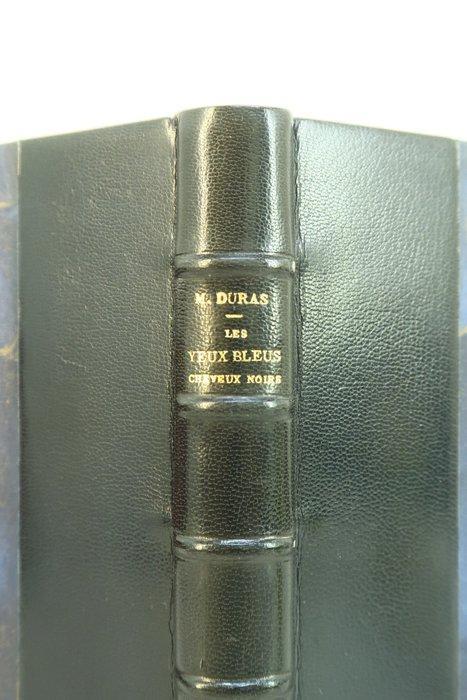 M. DURAS
LES
YEUX BLEUS
CHEVEUX NOIRS